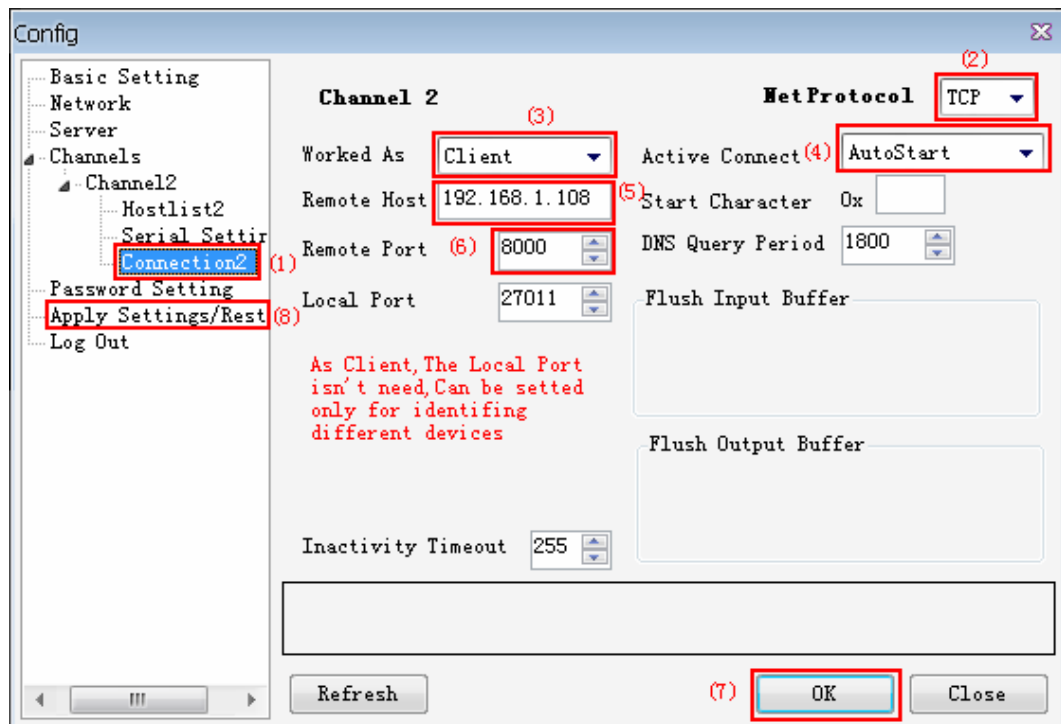 Config
Basic Setting
Network
Server
Channels
Channel2
Hostlist2
Serial Settir
Connection2 (1)
Password Setting
Apply Settings/Rest (8)
Log Out
Channel 2
NetProtocol TCP (2)
(3)
Worked As Client
Active Connect (4) AutoStart
Remote Host 192.168.1.108 (5)
Start Character 0x
Remote Port (6) 8000
DNS Query Period 1800
Local Port 27011
Flush Input Buffer
As Client,The Local Port
isn't need,Can be setted
only for identifing
different devices
Flush Output Buffer
Inactivity Timeout 255
Refresh
(7) OK
Close